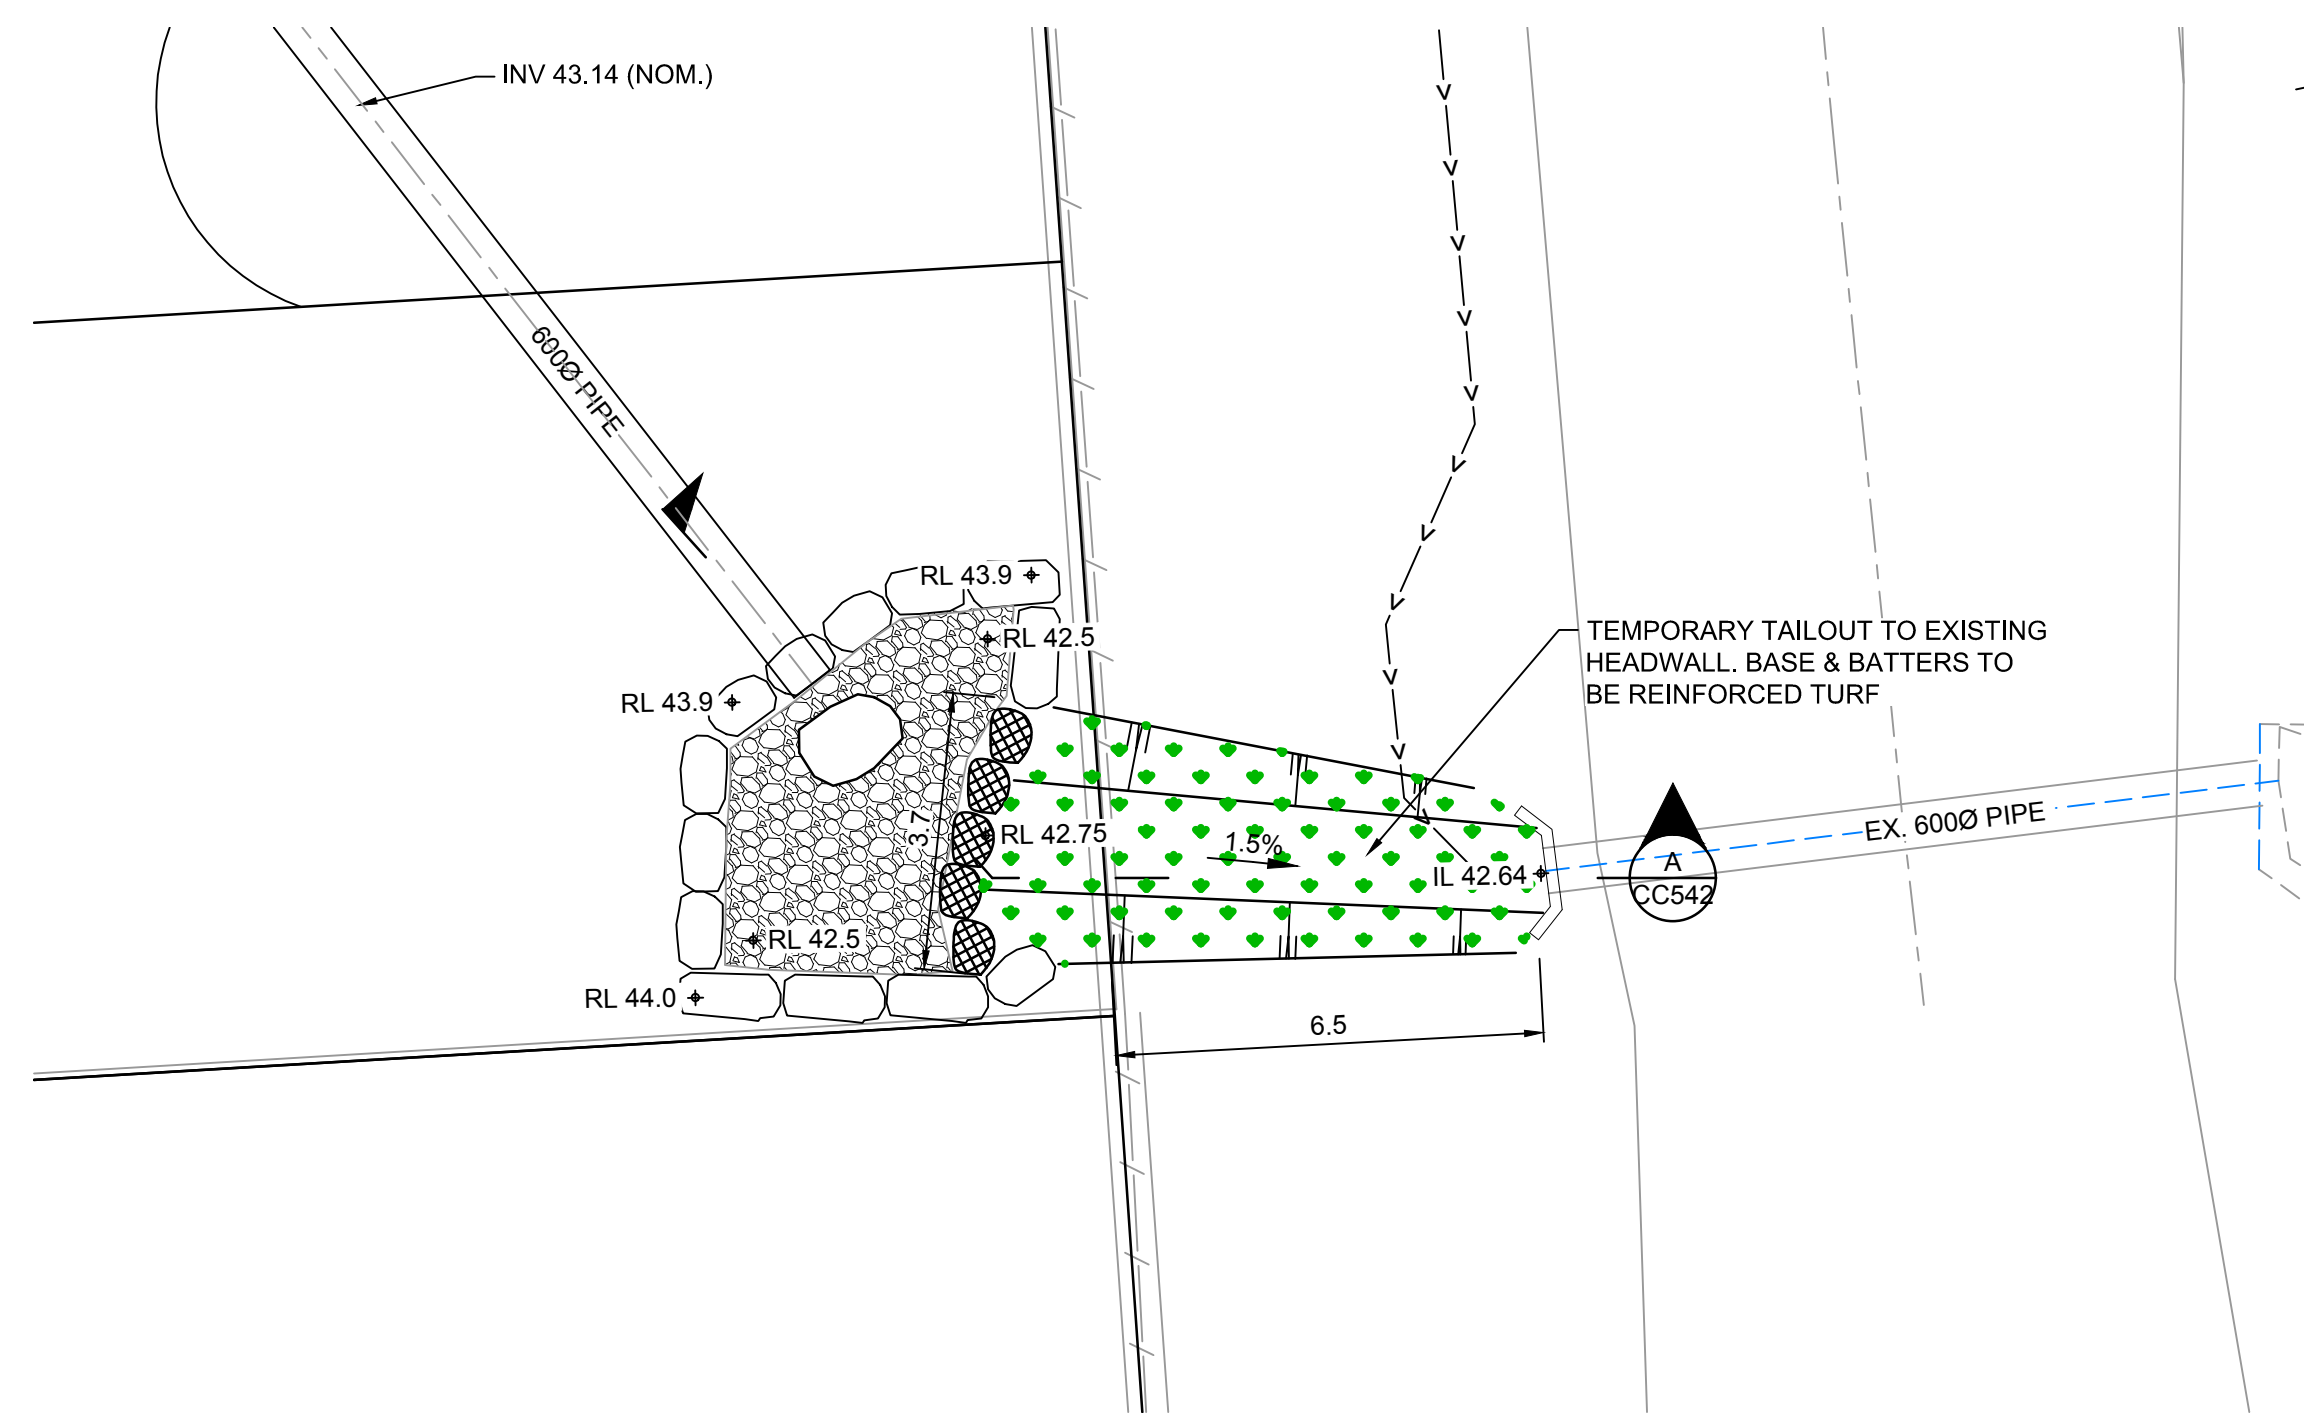 INV 43.14 (NOM.)
600Ø PIPE
RL 43.9
RL 42.5
RL 43.9
TEMPORARY TAILOUT TO EXISTING
HEADWALL. BASE & BATTERS TO
BE REINFORCED TURF
3.7
RL 42.75
1.5%
EX. 600Ø PIPE
IL 42.64
A
CC542
RL 42.5
RL 44.0
6.5